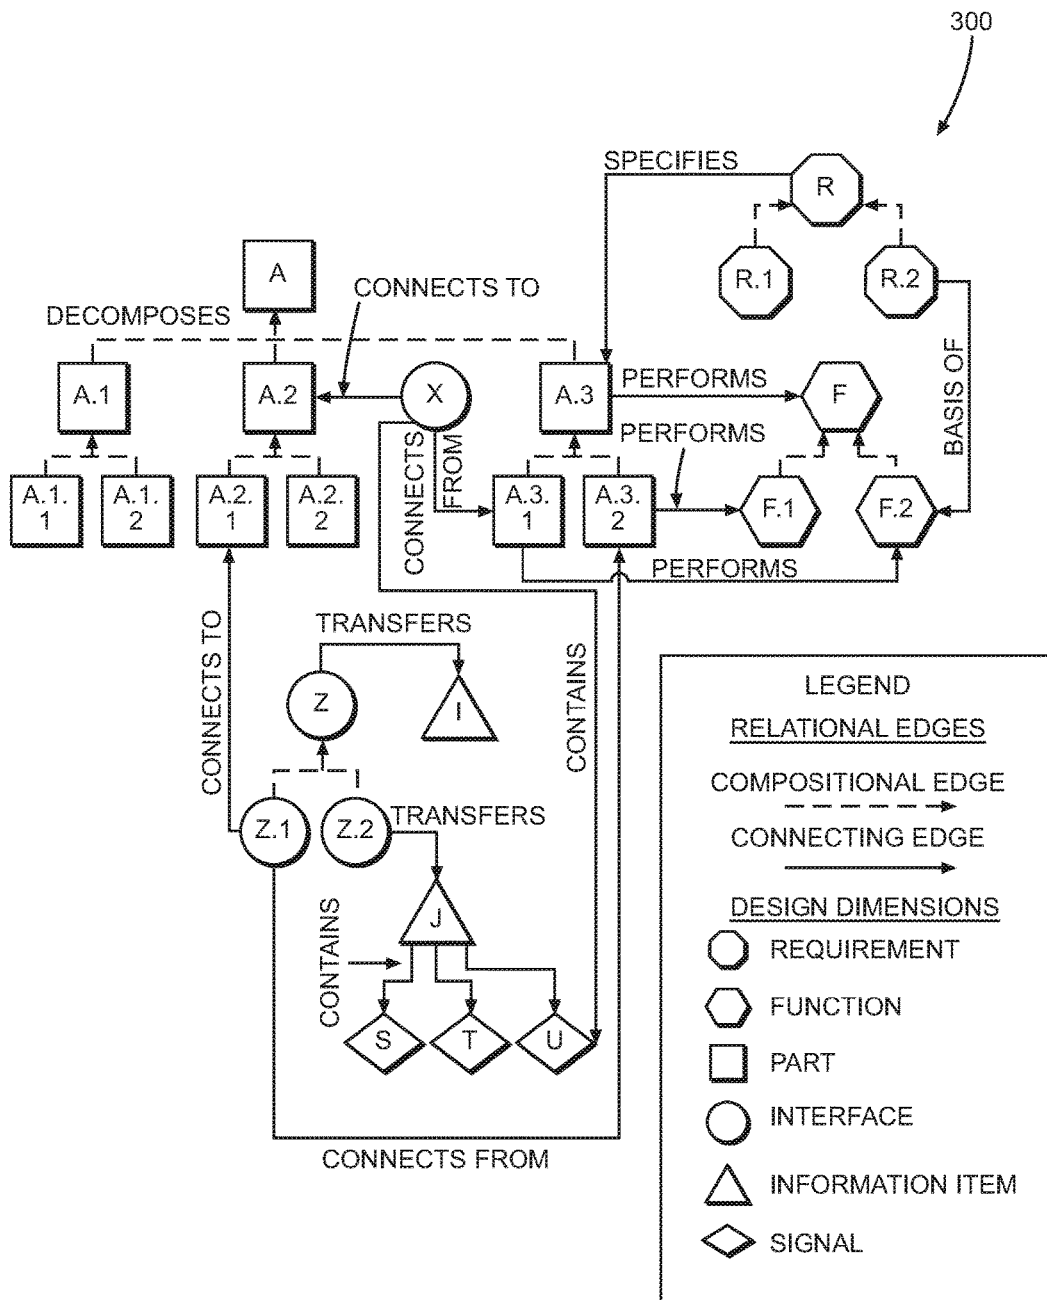 300
SPECIFIES
R
R.1
R.2
A
CONNECTS TO
DECOMPOSES
A.1
A.2
X
A.3
PERFORMS
F
BASIS OF
CONNECTS
FROM
PERFORMS
A.1.
1
A.1.
2
A.2.
1
A.2.
2
A.3.
1
A.3.
2
F.1
F.2
PERFORMS
CONNECTS TO
TRANSFERS
Z
I
CONTAINS
Z.1
Z.2
TRANSFERS
CONTAINS
J
S
T
U
CONNECTS FROM
LEGEND
RELATIONAL EDGES
COMPOSITIONAL EDGE
CONNECTING EDGE
DESIGN DIMENSIONS
REQUIREMENT
FUNCTION
PART
INTERFACE
INFORMATION ITEM
SIGNAL